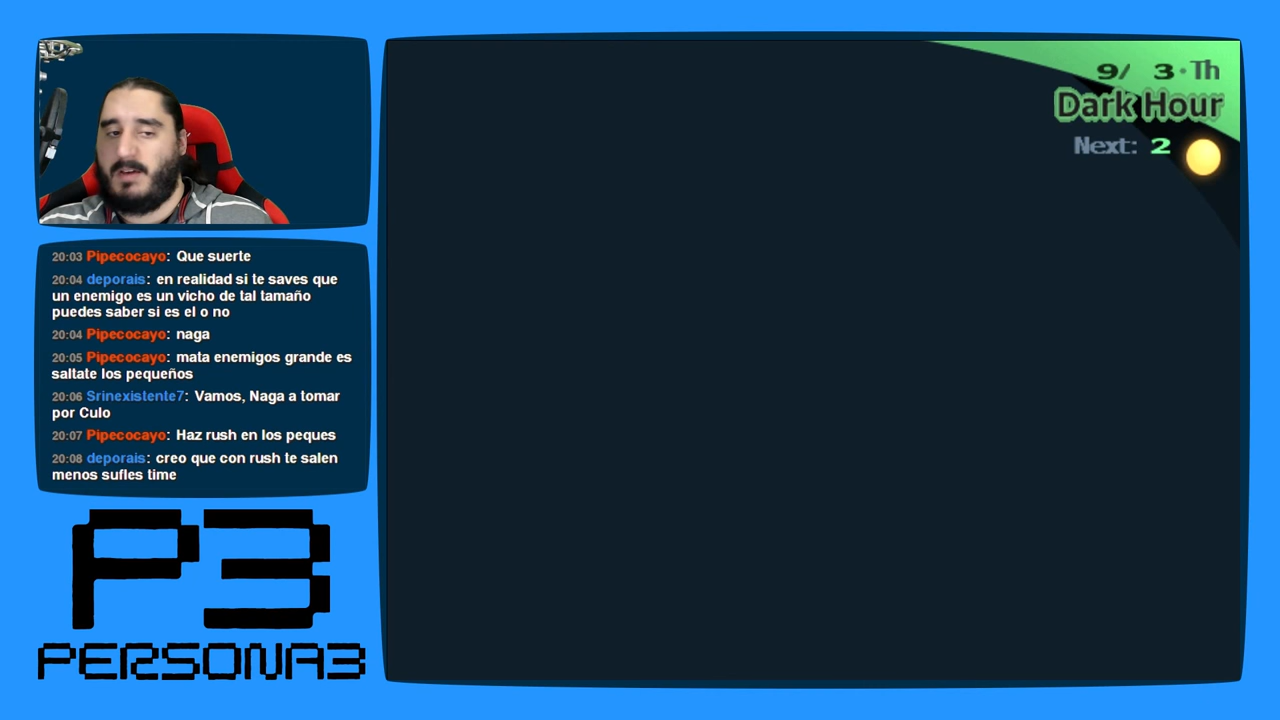 9/ 3·Th
Dark Hour
Next: 2
20:03 Pipecocayo: Que suerte
20:04 deporais: en realidad si te saves que
un enemigo es un vicho de tal tamaño
puedes saber si es el o no
20:04 Pipecocayo: naga
20:05 Pipecocayo: mata enemigos grande es
saltate los pequeños
20:06 Srinexistente7: Vamos, Naga a tomar
por Culo
20:07 Pipecocayo: Haz rush en los peques
20:08 deporais: creo que con rush te salen
menos sufles time
P3
PERSONA3